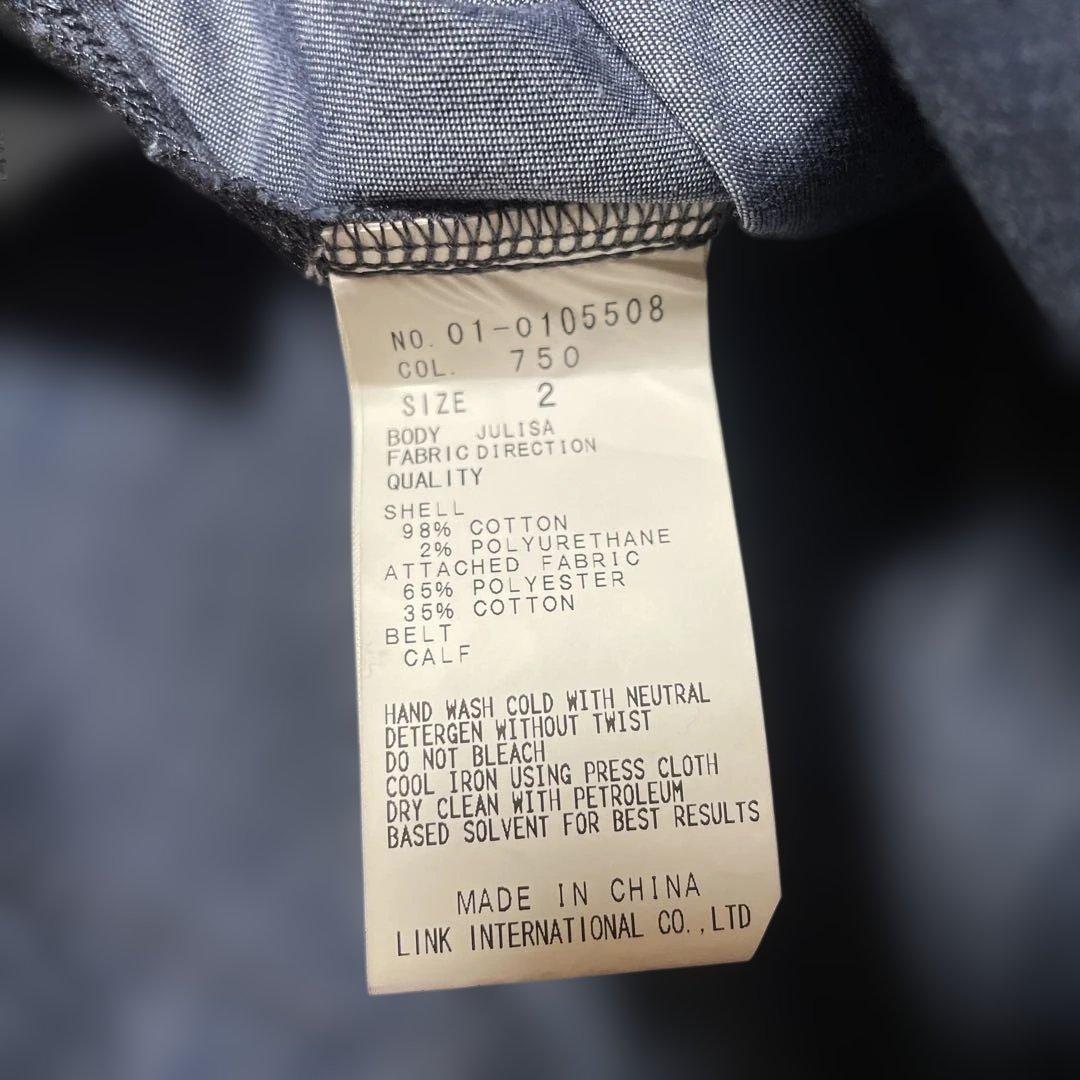 NO. 01-0105508
COL. 750
SIZE 2
BODY JULISA
FABRIC DIRECTION
QUALITY
SHELL
98% COTTON
2% POLYURETHANE
ATTACHED FABRIC
65% POLYESTER
35% COTTON
BELT
CALF
HAND WASH COLD WITH NEUTRAL
DETERGEN WITHOUT TWIST
DO NOT BLEACH
COOL IRON USING PRESS CLOTH
DRY CLEAN WITH PETROLEUM
BASED SOLVENT FOR BEST RESULTS
MADE IN CHINA
LINK INTERNATIONAL CO.,LTD